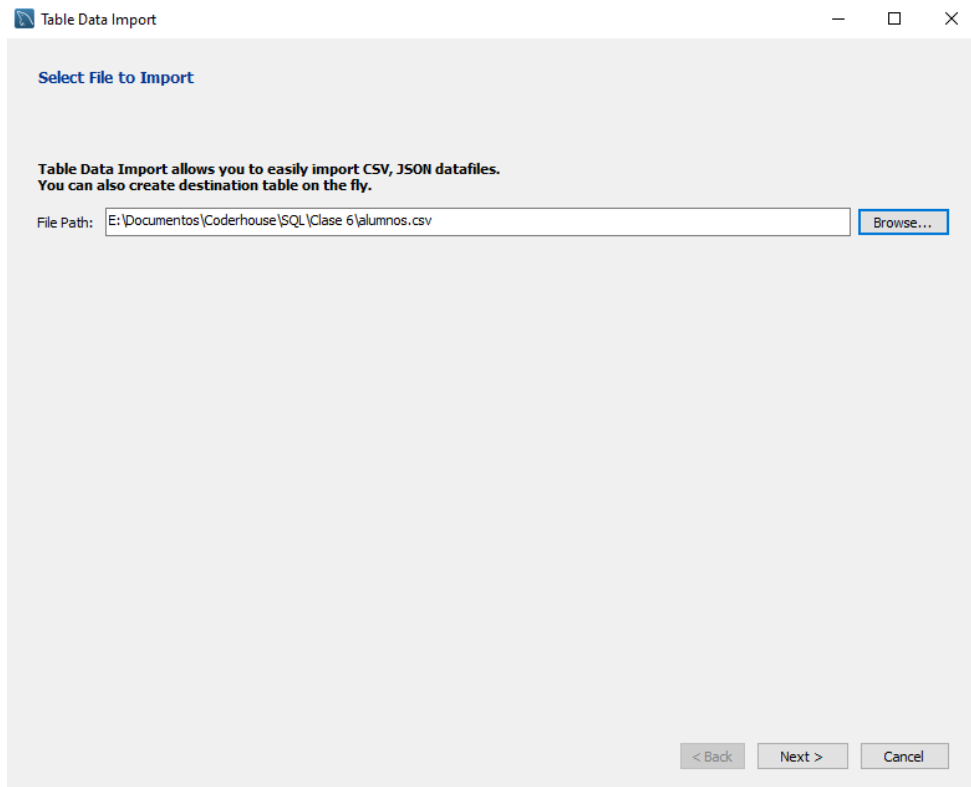 Table Data Import
Select File to Import
Table Data Import allows you to easily import CSV, JSON datafiles.
You can also create destination table on the fly.
File Path: E:\Documentos\Coderhouse\SQL\Clase 6\alumnos.csv Browse...
< Back Next > Cancel